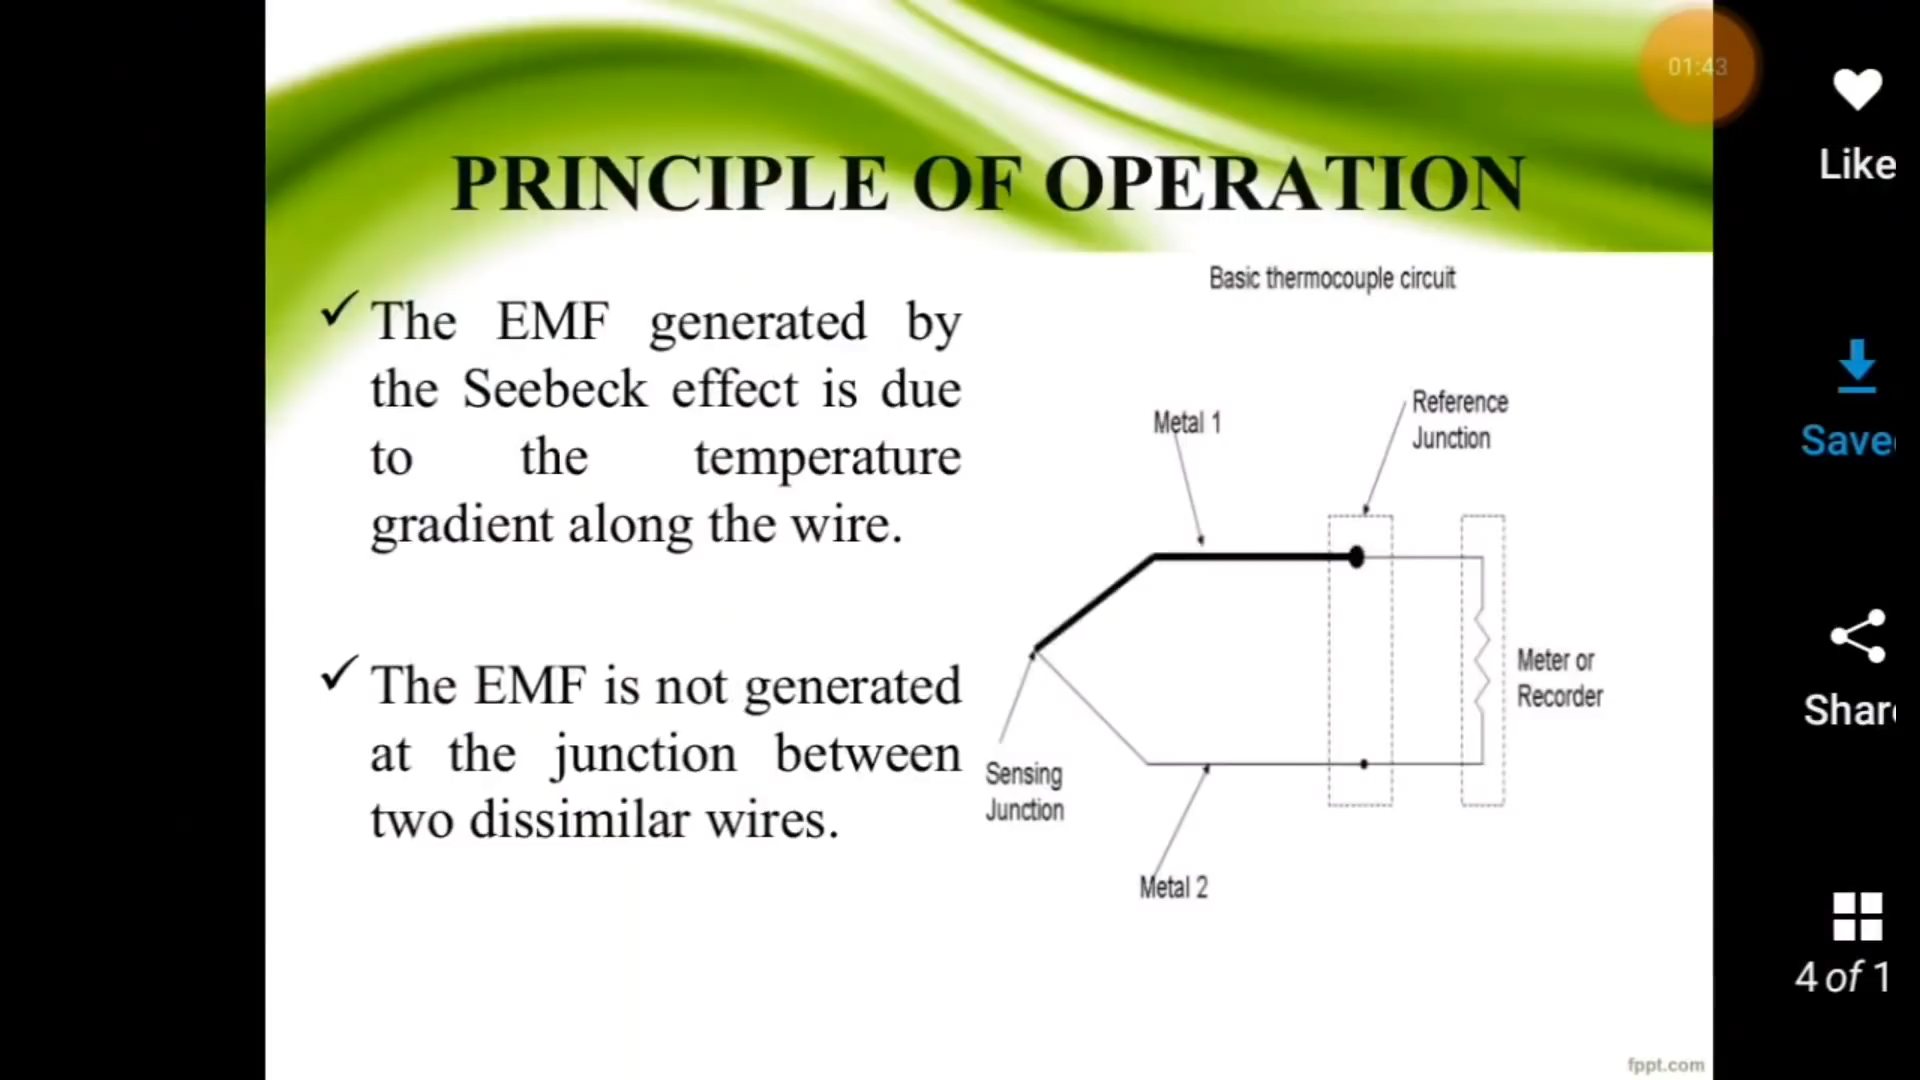 01:43
Like
PRINCIPLE OF OPERATION
Basic thermocouple circuit
✓ The EMF generated by
the Seebeck effect is due
to the temperature
gradient along the wire.
✓ The EMF is not generated
at the junction between
two dissimilar wires.
Metal 1
Reference
Junction
Meter or
Recorder
Sensing
Junction
Metal 2
Save
Shar
4 of 1
fppt.com